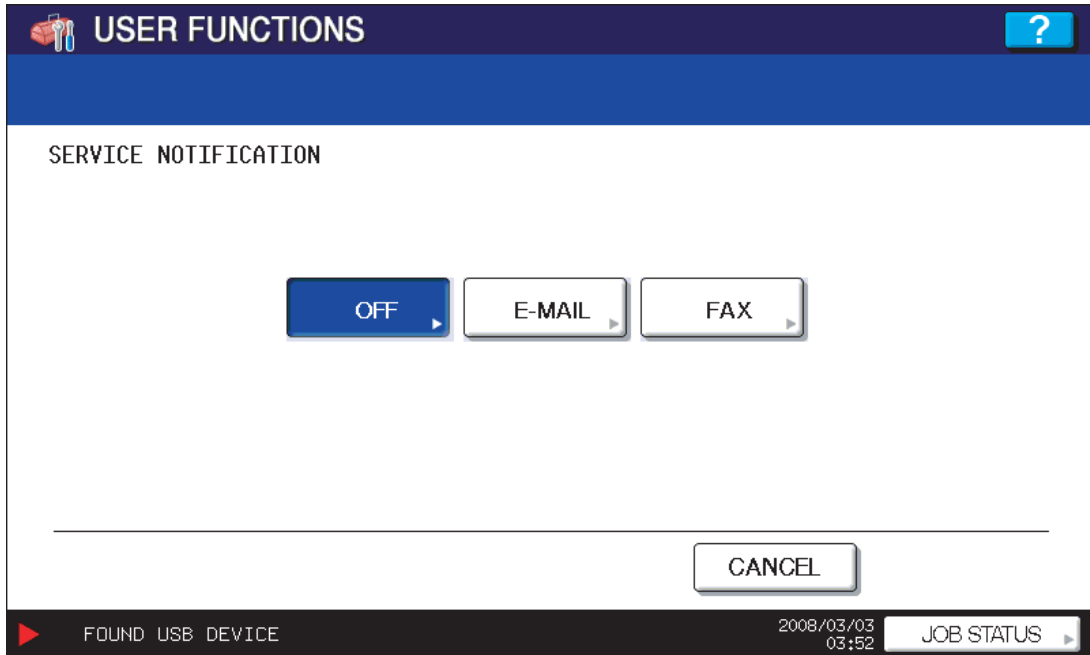 USER FUNCTIONS
?
SERVICE NOTIFICATION
OFF
E-MAIL
FAX
CANCEL
FOUND USB DEVICE
2008/03/03
03:52
JOB STATUS